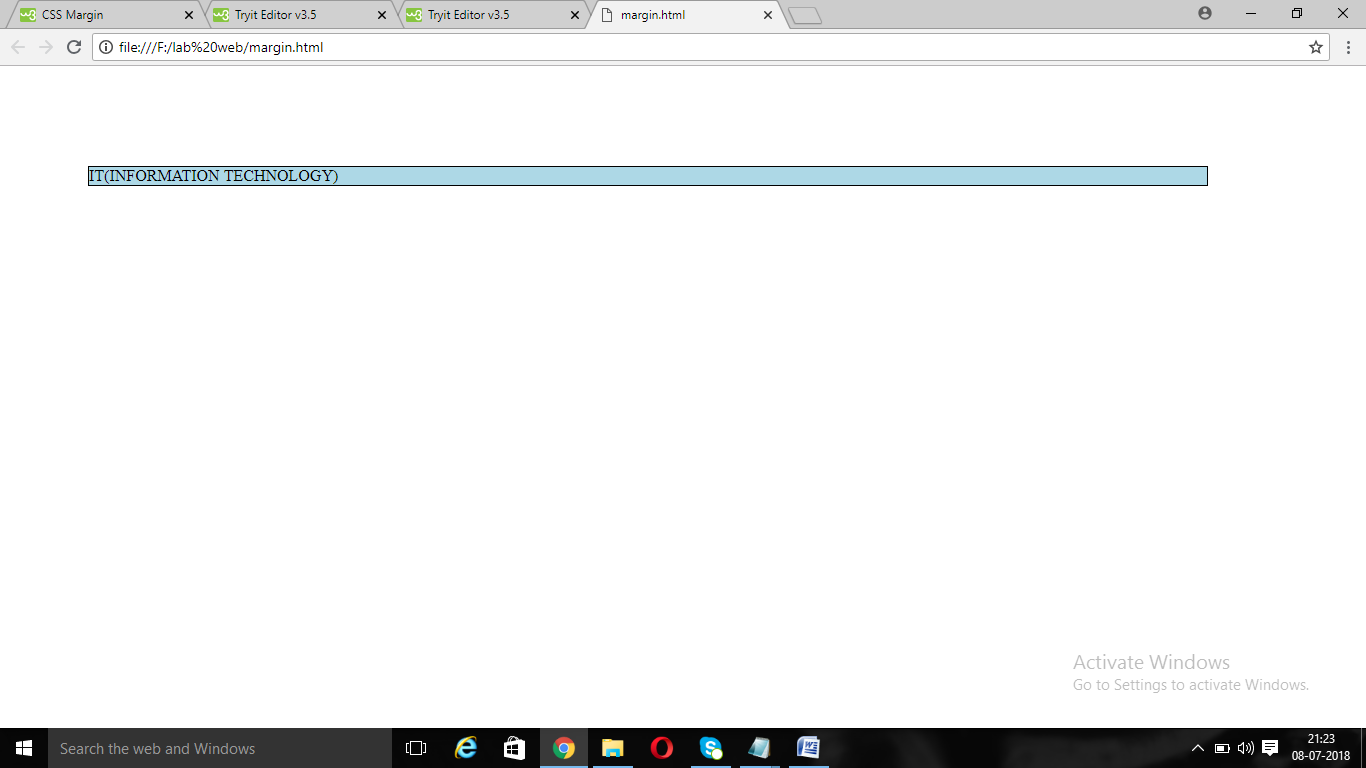 CSS Margin
Tryit Editor v3.5
Tryit Editor v3.5
margin.html
file:///F:/lab%20web/margin.html
IT(INFORMATION TECHNOLOGY)
Activate Windows
Go to Settings to activate Windows.
Search the web and Windows
21:23
08-07-2018